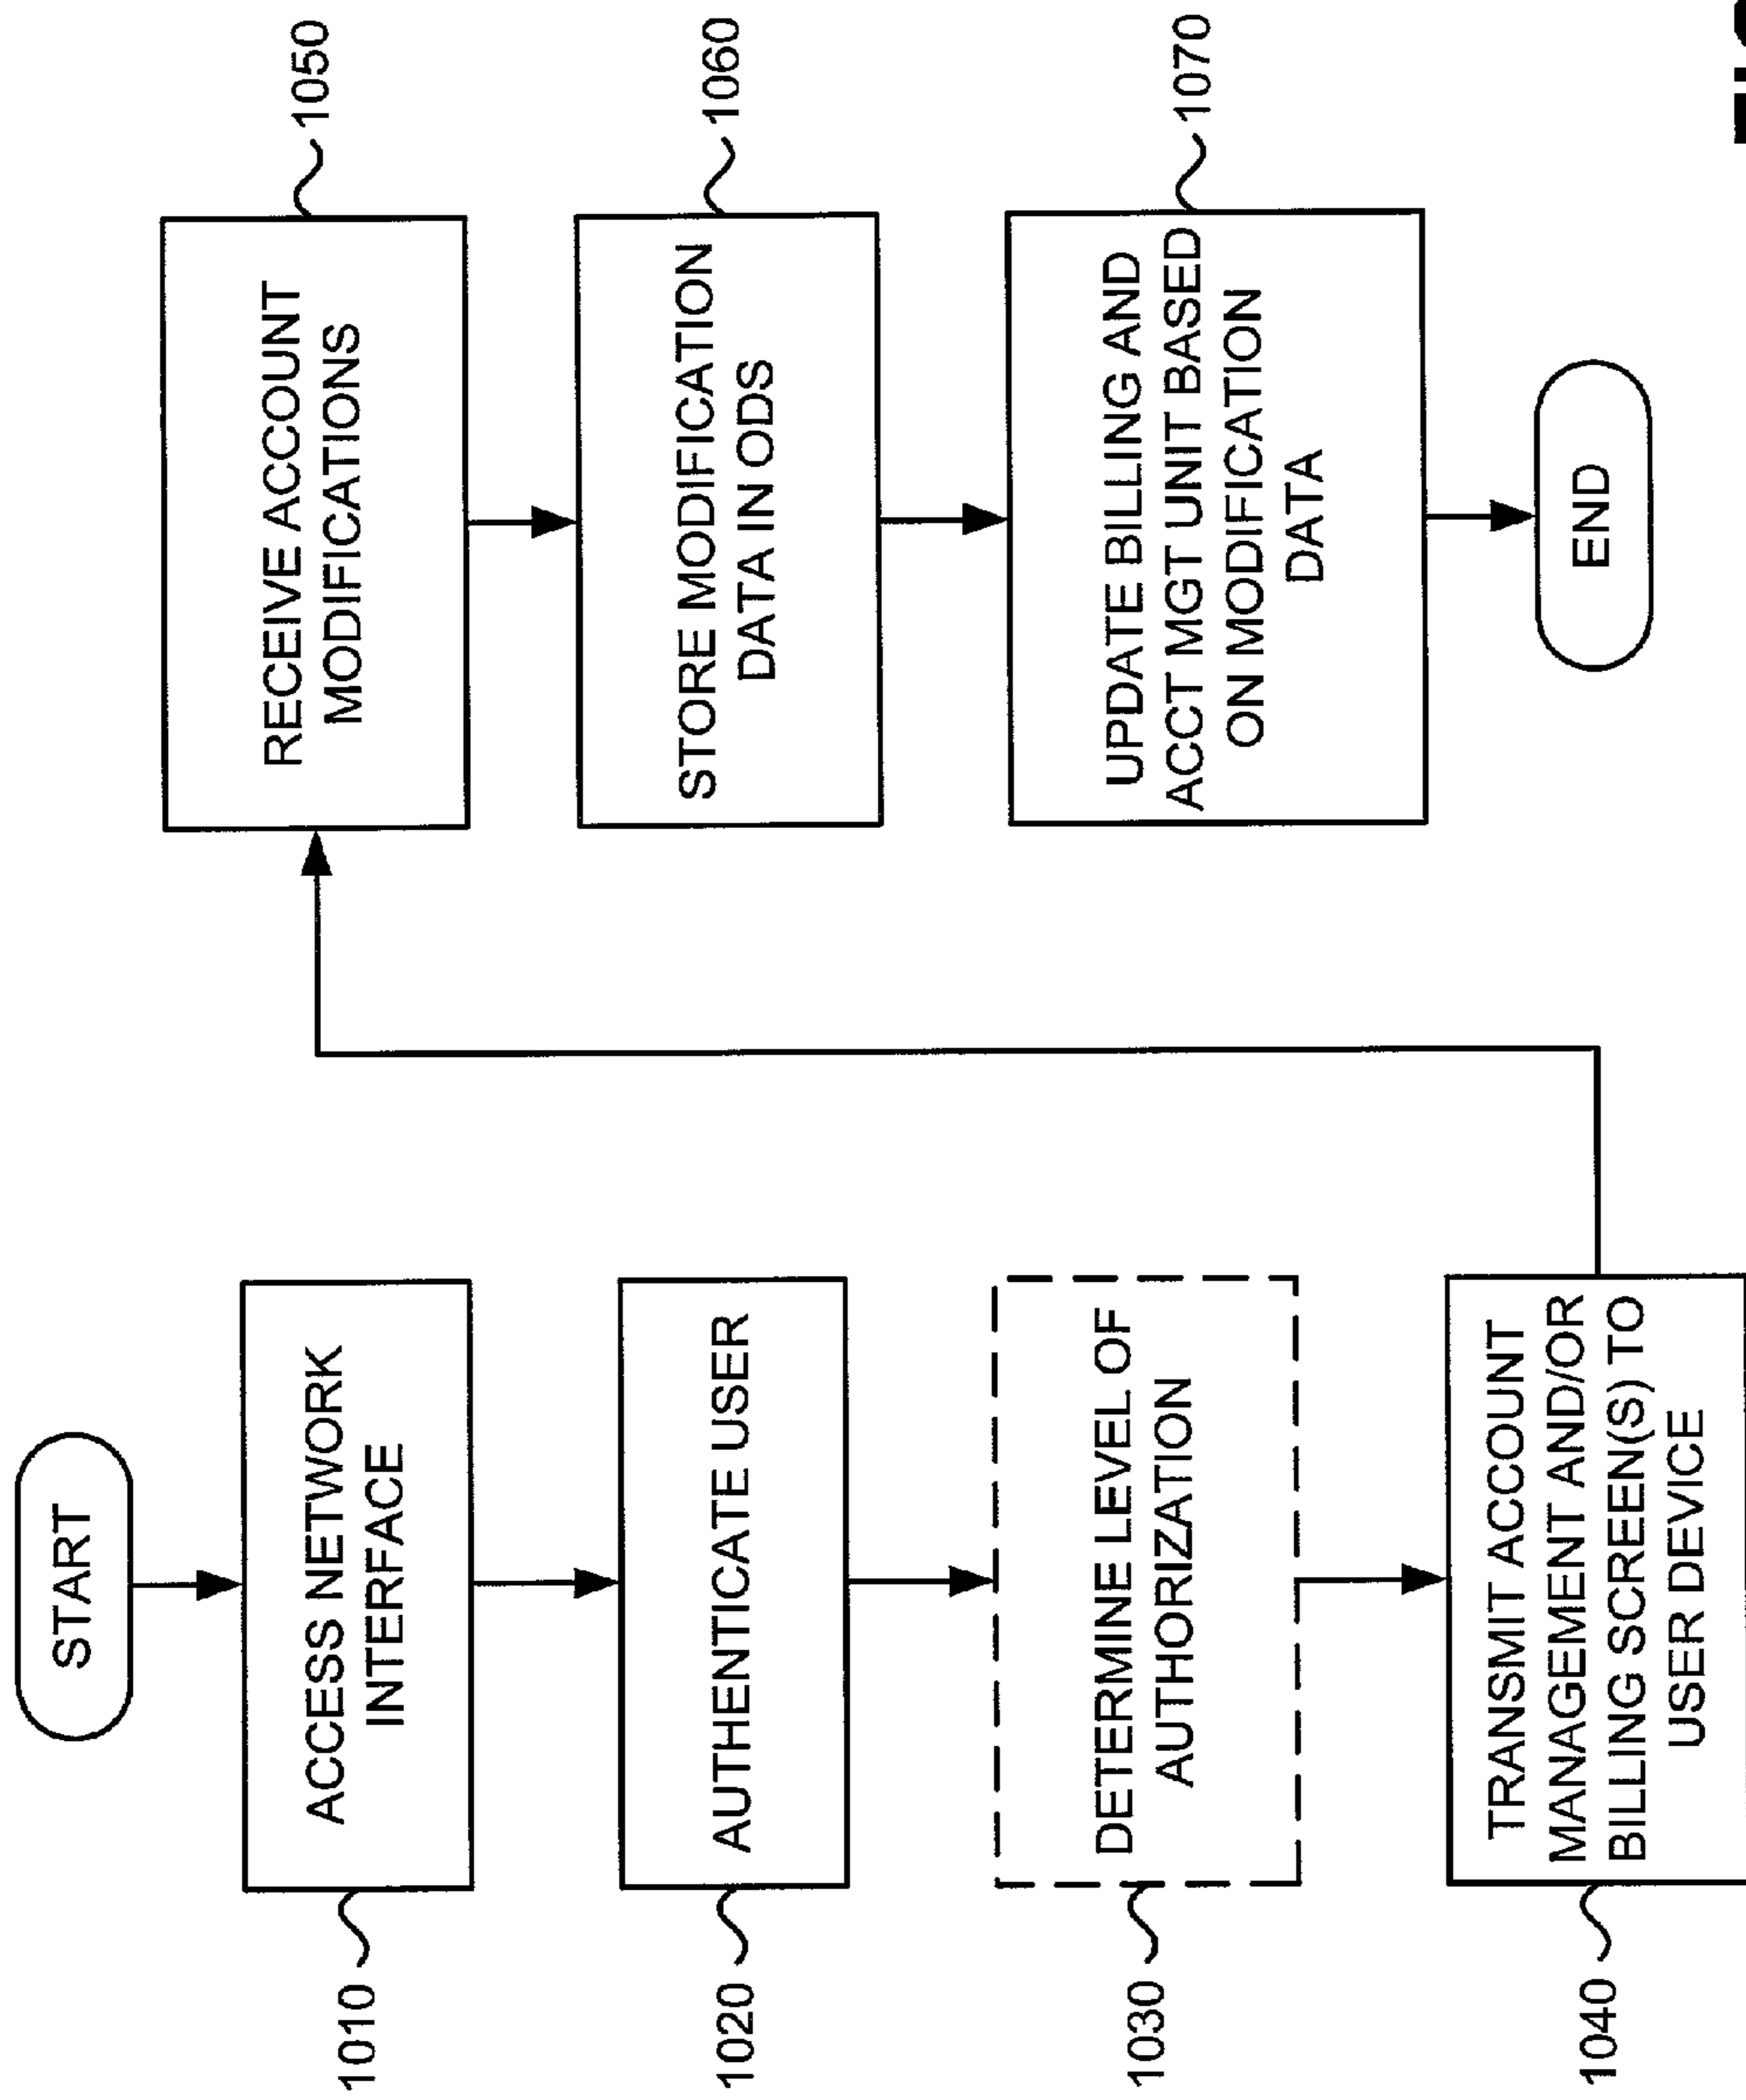 START
1010
ACCESS NETWORK
INTERFACE
1020
AUTHENTICATE USER
1030
DETERMINE LEVEL OF
AUTHORIZATION
1040
TRANSMIT ACCOUNT
MANAGEMENT AND/OR
BILLING SCREEN(S) TO
USER DEVICE
RECEIVE ACCOUNT
MODIFICATIONS
1050
STORE MODIFICATION
DATA IN ODS
1060
UPDATE BILLING AND
ACCT MGT UNIT BASED
ON MODIFICATION
DATA
1070
END